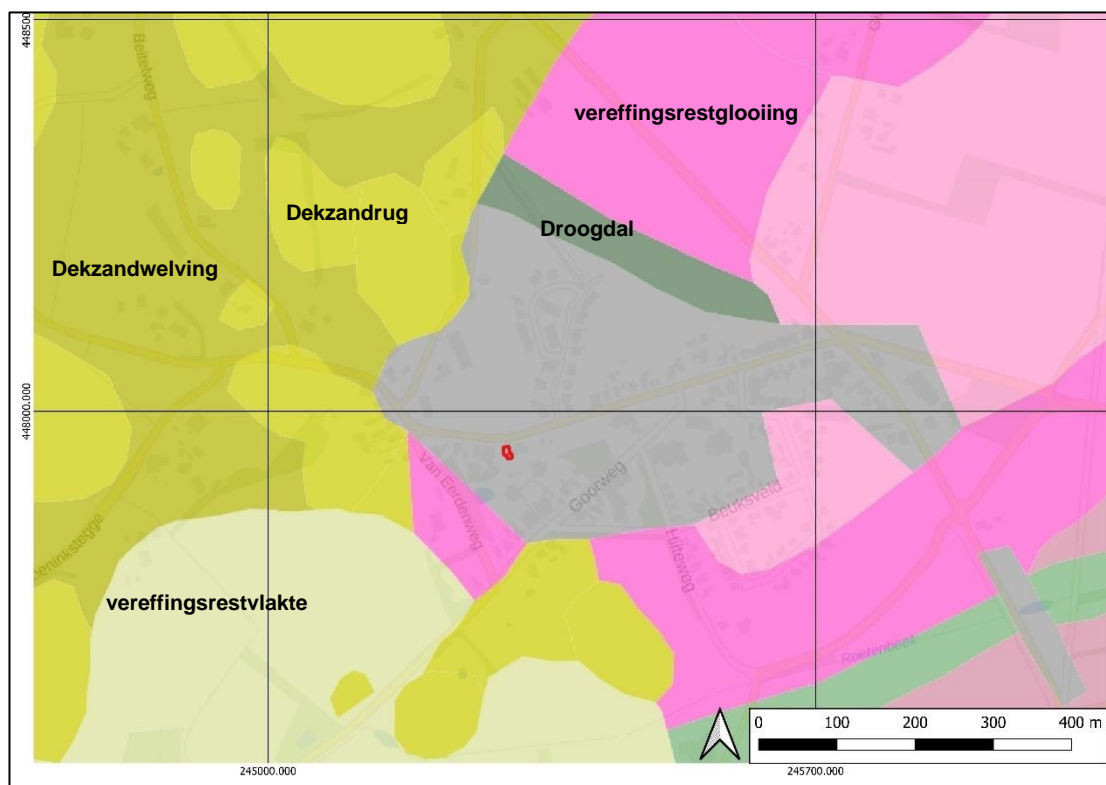 448500
Beitelweg
vereffingsrestglooiing
Dekzandrug
Droogdal
Dekzandwelving
448000.000
Van Eerdenweg
Goorweg
Beuksveld
Hilteweg
vereffingsrestvlakte
Roetenbeek
0 100 200 300 400 m
245000.000 245700.000